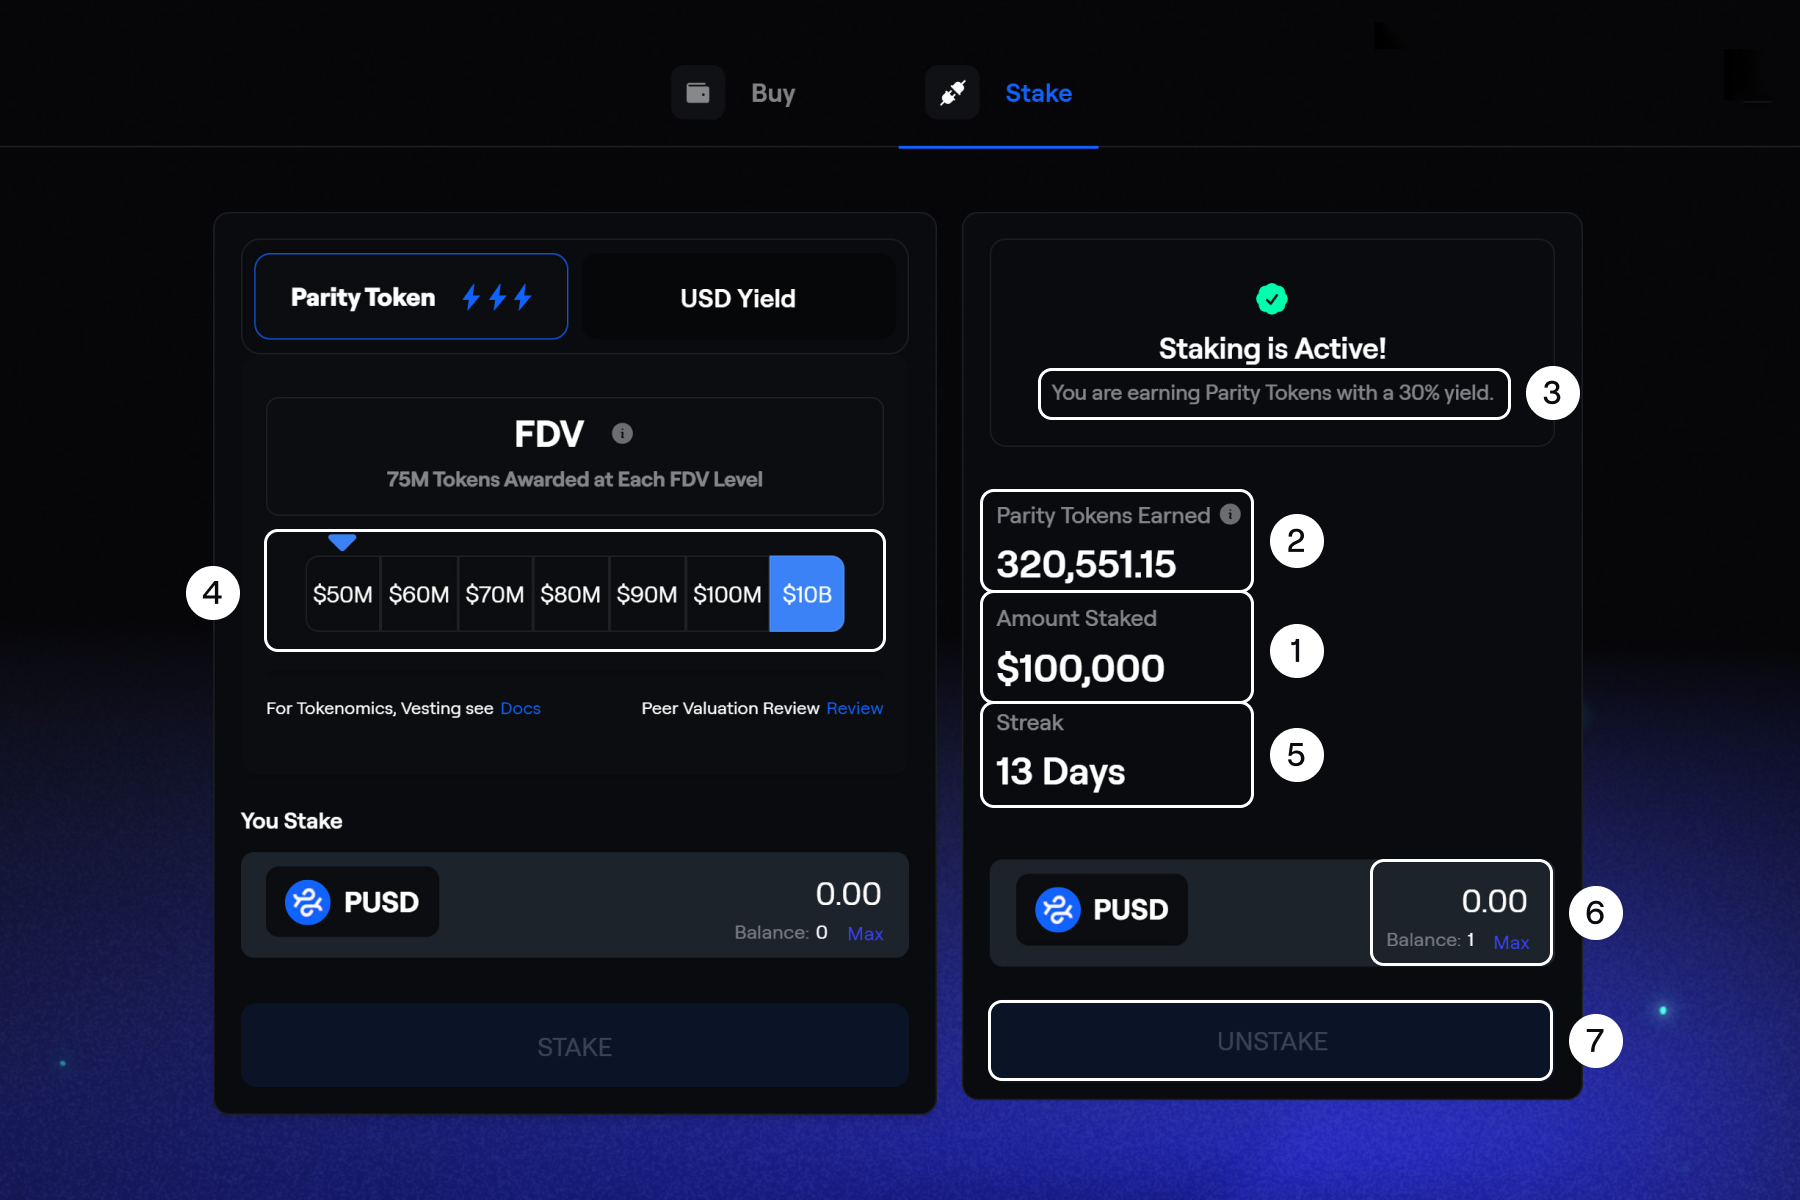 Buy
Stake
Parity Token
USD Yield
FDV
75M Tokens Awarded at Each FDV Level
4
$50M $60M $70M $80M $90M $100M $10B
For Tokenomics, Vesting see Docs
Peer Valuation Review Review
You Stake
PUSD
0.00
Balance: 0 Max
STAKE
Staking is Active!
You are earning Parity Tokens with a 30% yield.
3
Parity Tokens Earned
320,551.15
2
Amount Staked
$100,000
1
Streak
13 Days
5
PUSD
0.00
Balance: 1 Max
6
UNSTAKE
7